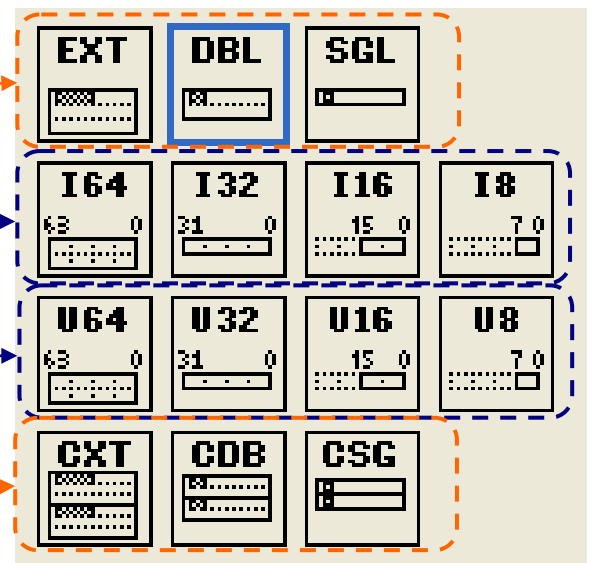 EXT DBL SGL
I64 I32 I16 I8
63 0 31 0 15 0 7 0
U64 U32 U16 U8
63 0 31 0 15 0 7 0
CXT CDB CSG